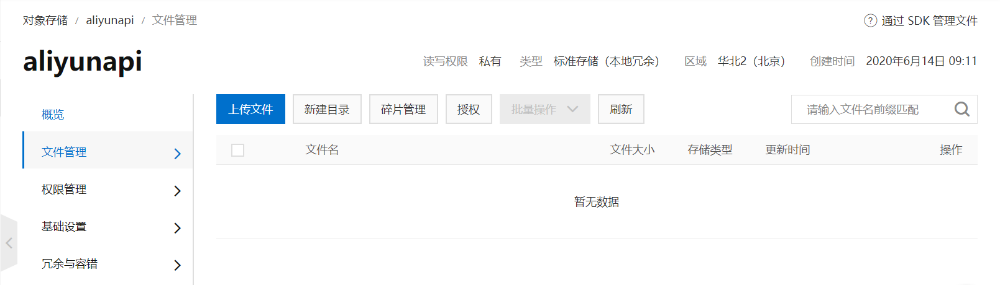 对象存储 / aliyunapi / 文件管理
通过 SDK 管理文件
aliyunapi
读写权限 私有 类型 标准存储（本地冗余） 区域 华北2（北京） 创建时间 2020年6月14日 09:11
概览
文件管理
权限管理
基础设置
冗余与容错
上传文件 新建目录 碎片管理 授权 批量操作 刷新 请输入文件名前缀匹配
文件名 文件大小 存储类型 更新时间 操作
暂无数据